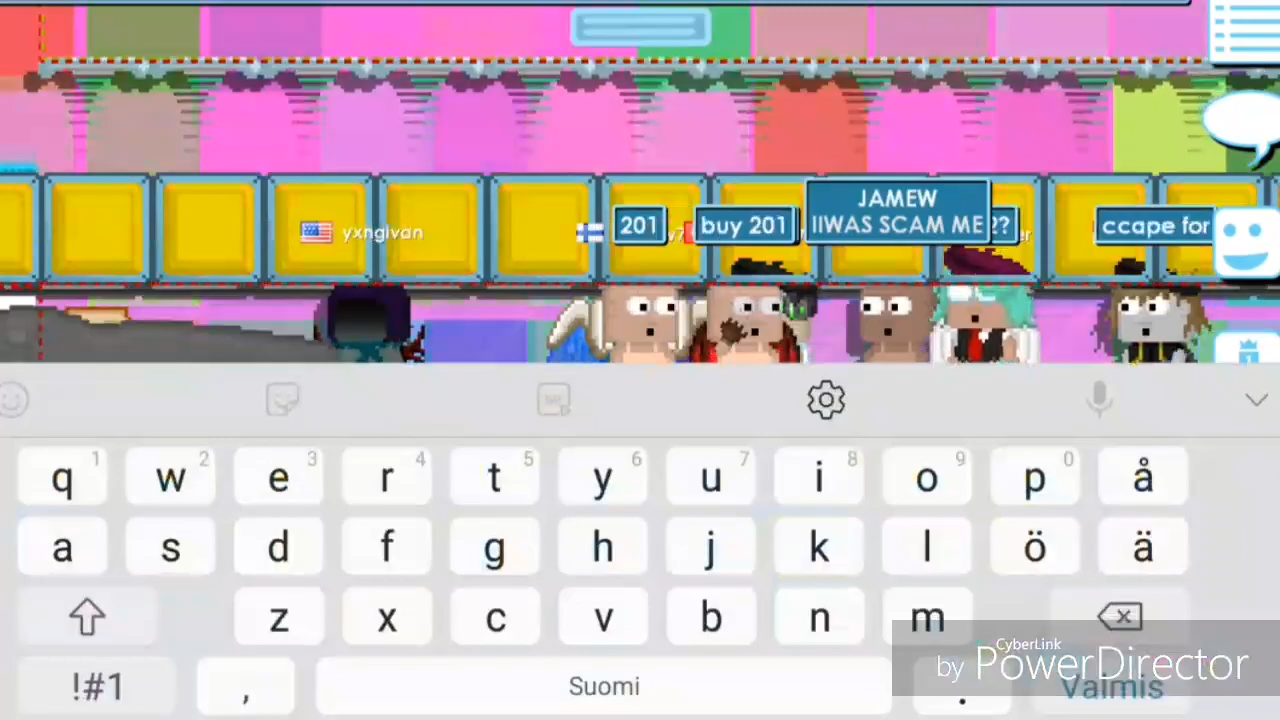 JAMEW
IIWAS SCAM ME
??
201
buy 201
ccape for
yxngivan
q 1 w 2 e 3 r 4 t 5 y 6 u 7 i 8 o 9 p 0 å
a s d f g h j k l ö ä
z x c v b n m
!#1 , Suomi . Valmis
CyberLink
by PowerDirector